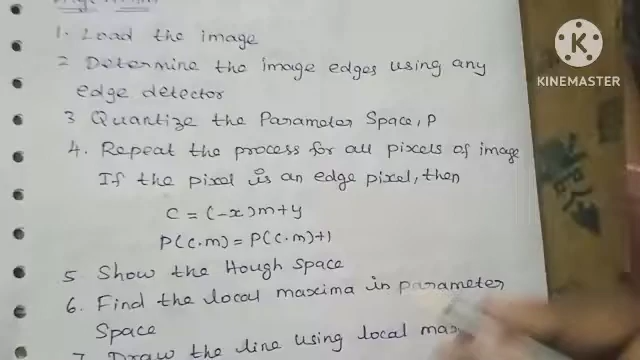 1. Load the image
2 Determine the image edges using any
edge detector
3 Quantize the Parameter Space, P
4. Repeat the process for all pixels of image
If the pixel is an edge pixel, then
c = (-x)m+y
P(c.m) = P(c.m)+1
5 Show the Hough Space
6. Find the local maxima in parameter
Space
7. Draw the line using local max
K
KINEMASTER